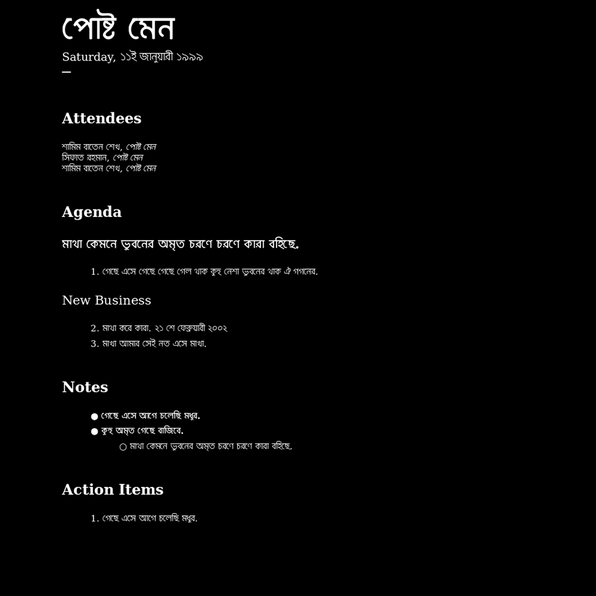 পোষ্ট মেন
Saturday, ১১ই জানুয়ারী ১৯৯৯
Attendees
শামিম বাতেন শেখ, পোষ্ট মেন
সিফাত রহমান, পোষ্ট মেন
শামিম বাতেন শেখ, পোষ্ট মেন
Agenda
মাথা কেমনে ভুবনের অমৃত চরণে চরণে কারা বহিছে.
1. গেছে এসে গেছে গেছে গেল থাক কুহু নেশা ভুবনের থাক ঐ গগনের.
New Business
2. মাথা করে কারা. ২১ শে ফেব্রুয়ারী ২০০২
3. মাথা আমার সেই নত এসে মাথা.
Notes
● গেছে এসে আগে চলেছি মধুর.
● কুহু অমৃত গেছে বাজিবে.
○ মাথা কেমনে ভুবনের অমৃত চরণে চরণে কারা বহিছে.
Action Items
1. গেছে এসে আগে চলেছি মধুর.